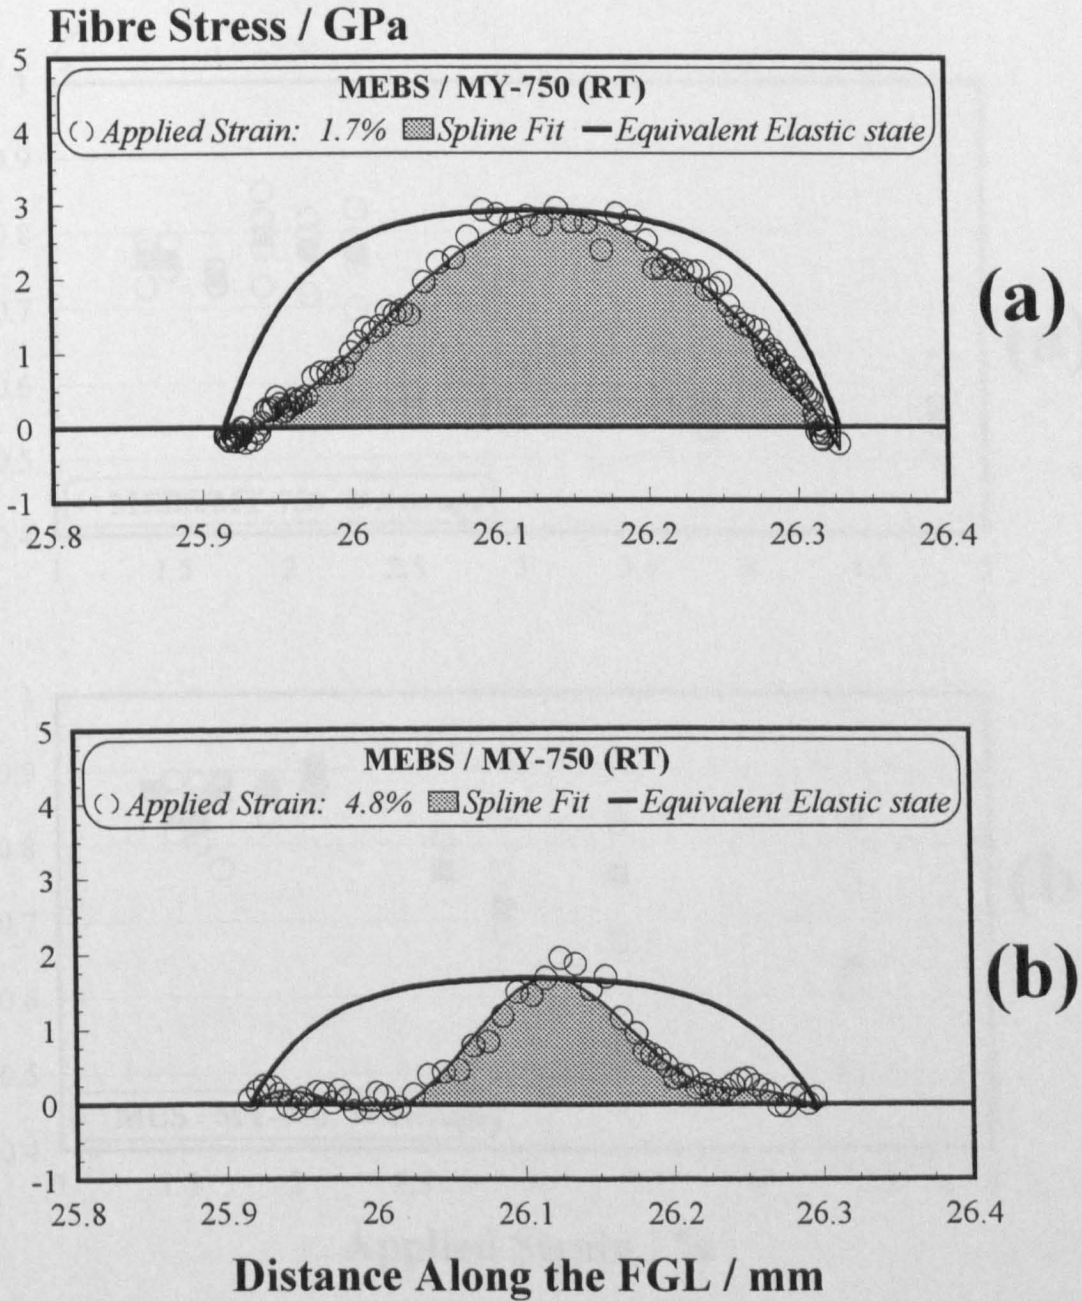 Fibre Stress / GPa
5
MEBS / MY-750 (RT)
Applied Strain: 1.7% Spline Fit Equivalent Elastic state
4
3
2
1
0
-1
25.8 25.9 26 26.1 26.2 26.3 26.4
(a)
5
MEBS / MY-750 (RT)
Applied Strain: 4.8% Spline Fit Equivalent Elastic state
4
3
2
1
0
-1
25.8 25.9 26 26.1 26.2 26.3 26.4
(b)
Distance Along the FGL / mm